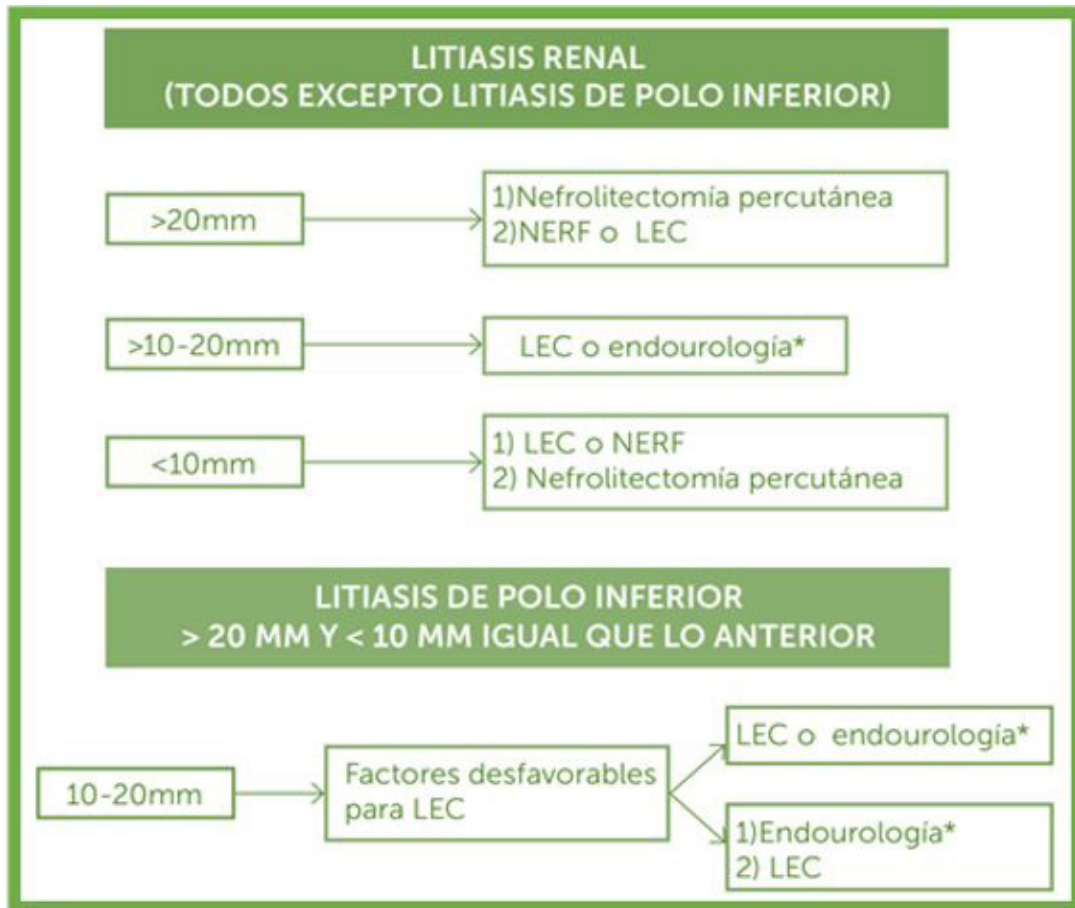 LITIASIS RENAL
(TODOS EXCEPTO LITIASIS DE POLO INFERIOR)
>20mm
1)Nefrolitectomía percutánea
2)NERF o LEC
>10-20mm
LEC o endourología*
<10mm
1) LEC o NERF
2) Nefrolitectomía percutánea
LITIASIS DE POLO INFERIOR
> 20 MM Y < 10 MM IGUAL QUE LO ANTERIOR
10-20mm
Factores desfavorables
para LEC
LEC o endourología*
1)Endourología*
2) LEC